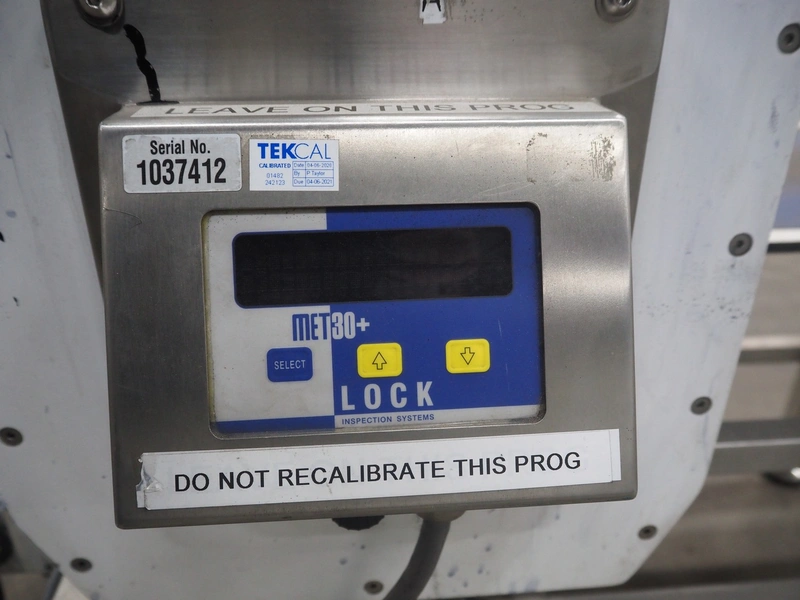 LEAVE ON THIS PROG
Serial No.
1037412
TEKCAL
CALIBRATED
Date 04-06-2020
01482
By. P Taylor
242123
Due 04-06-2021
MET30+
SELECT
LOCK
INSPECTION SYSTEMS
DO NOT RECALIBRATE THIS PROG